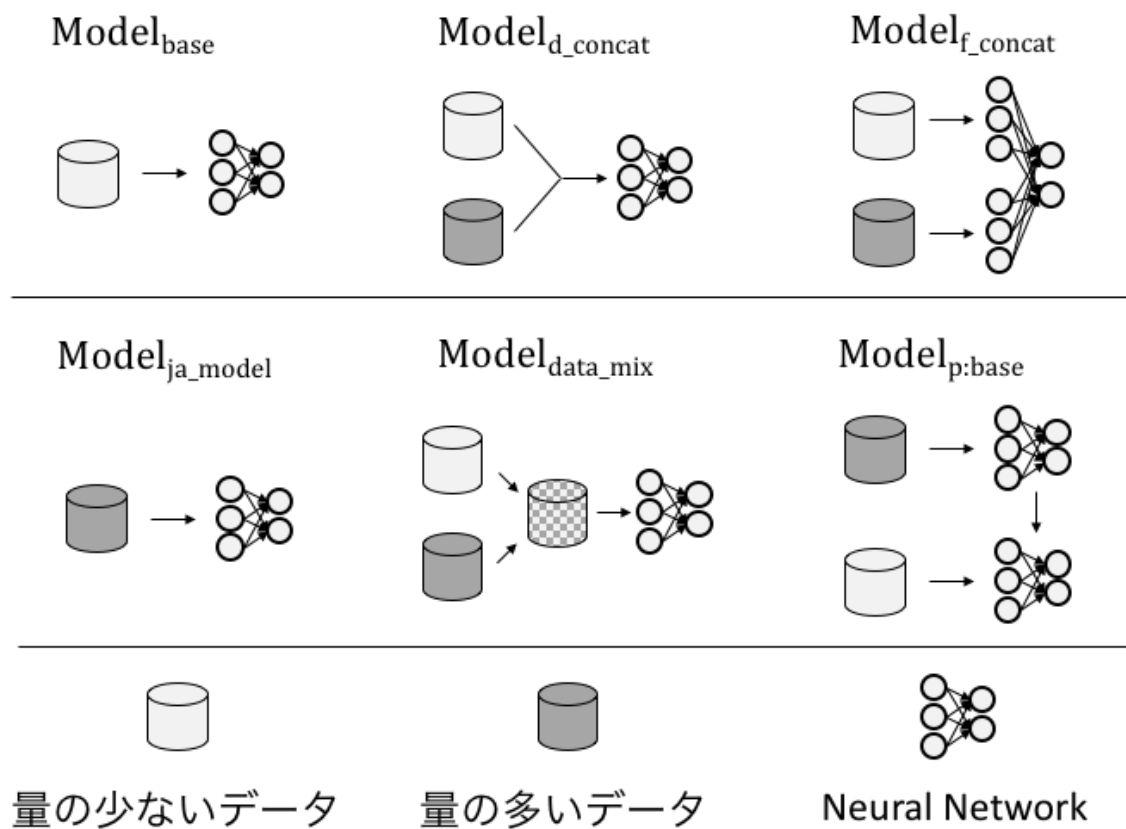 Model_base
Model_d_concat
Model_f_concat
Model_ja_model
Model_data_mix
Model_p:base
量の少ないデータ
量の多いデータ
Neural Network